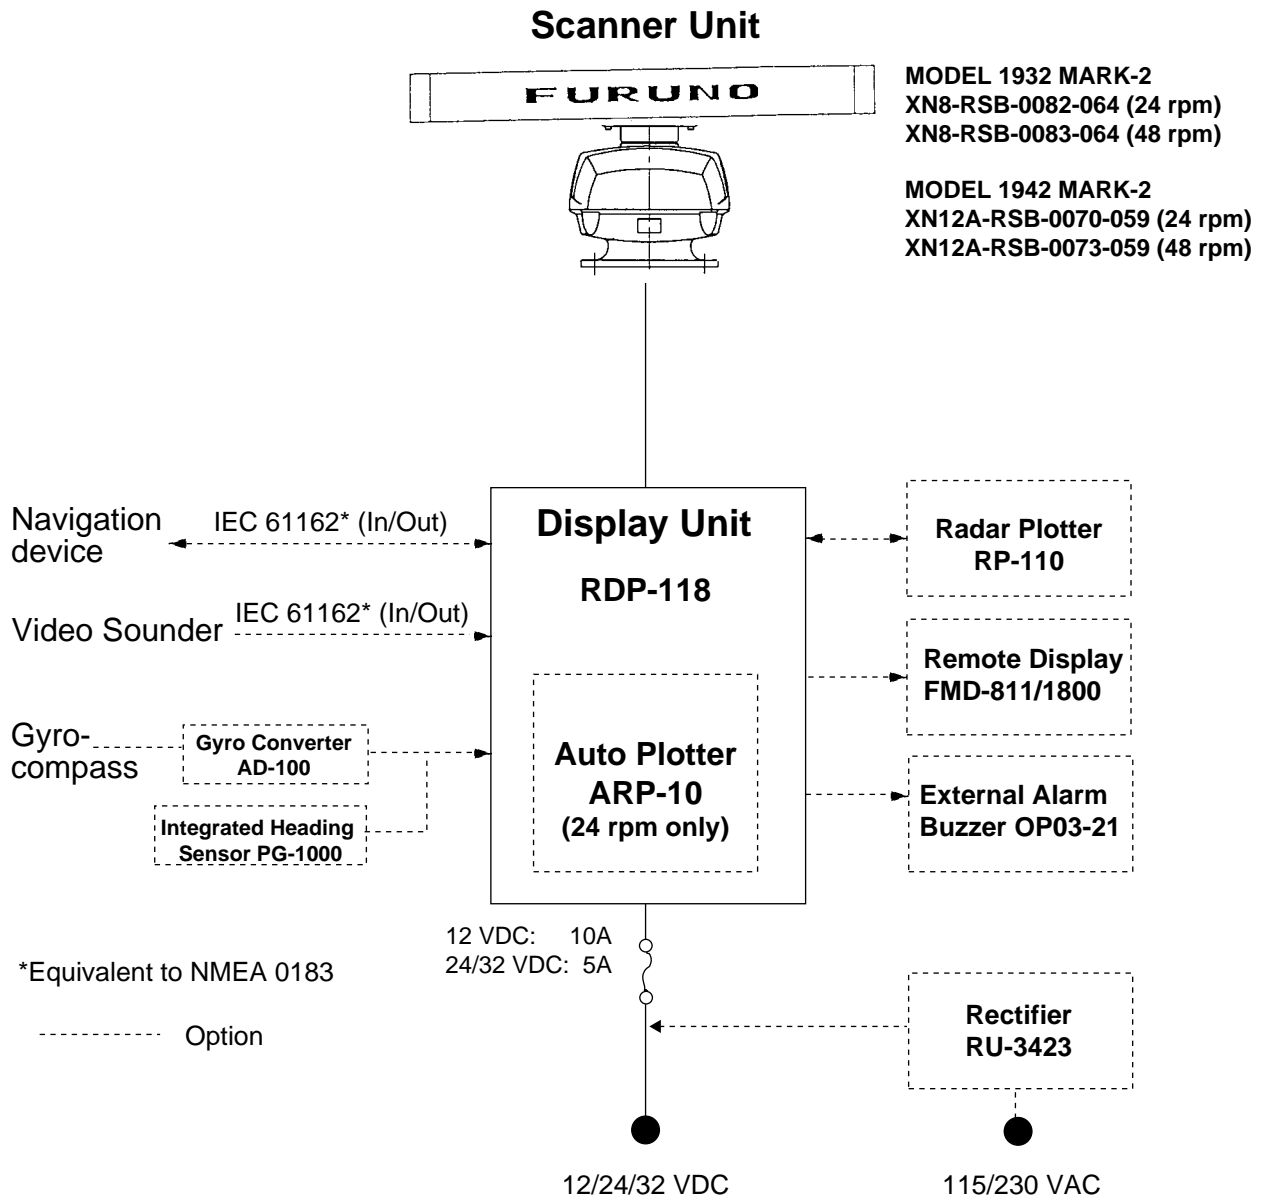 Scanner Unit
FURUNO
MODEL 1932 MARK-2
XN8-RSB-0082-064 (24 rpm)
XN8-RSB-0083-064 (48 rpm)
MODEL 1942 MARK-2
XN12A-RSB-0070-059 (24 rpm)
XN12A-RSB-0073-059 (48 rpm)
Navigation
device
IEC 61162* (In/Out)
Video Sounder
IEC 61162* (In/Out)
Gyro-
compass
Gyro Converter
AD-100
Integrated Heading
Sensor PG-1000
Display Unit
RDP-118
Auto Plotter
ARP-10
(24 rpm only)
Radar Plotter
RP-110
Remote Display
FMD-811/1800
External Alarm
Buzzer OP03-21
12 VDC: 10A
24/32 VDC: 5A
*Equivalent to NMEA 0183
Option
Rectifier
RU-3423
12/24/32 VDC
115/230 VAC